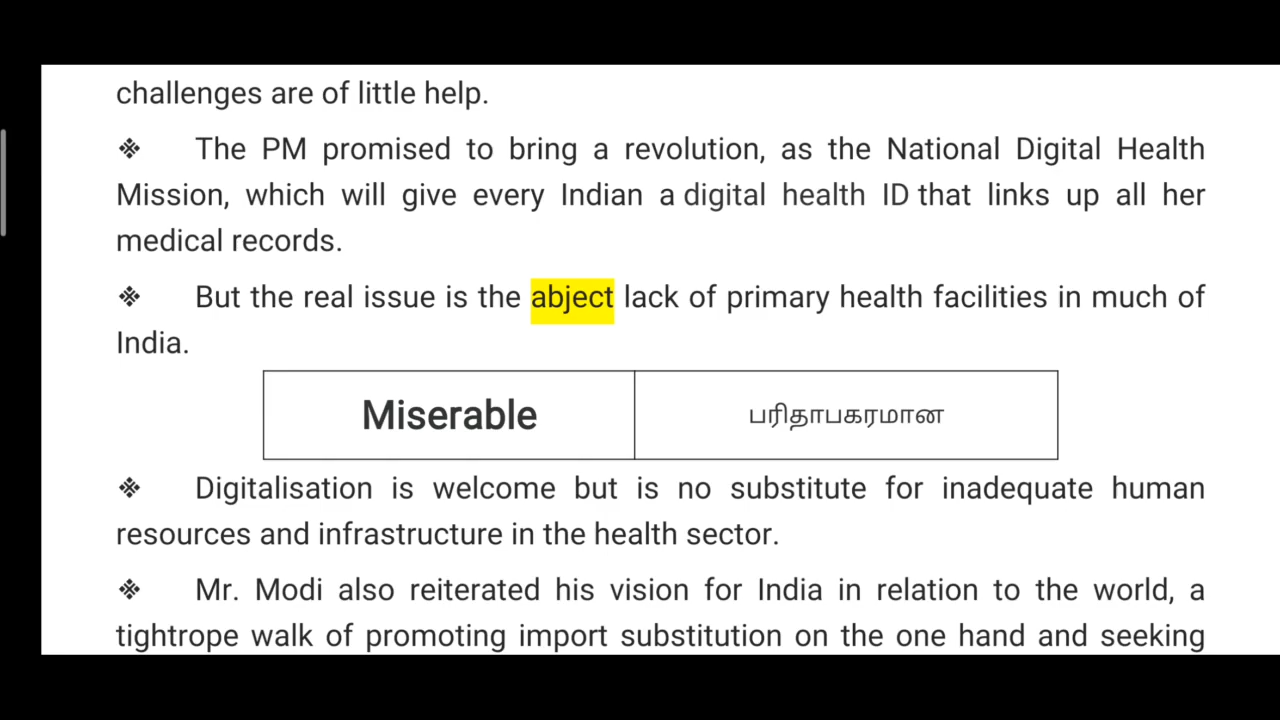 challenges are of little help.
❖ The PM promised to bring a revolution, as the National Digital Health
Mission, which will give every Indian a digital health ID that links up all her
medical records.
❖ But the real issue is the abject lack of primary health facilities in much of
India.
Miserable பரிதாபகரமான
❖ Digitalisation is welcome but is no substitute for inadequate human
resources and infrastructure in the health sector.
❖ Mr. Modi also reiterated his vision for India in relation to the world, a
tightrope walk of promoting import substitution on the one hand and seeking